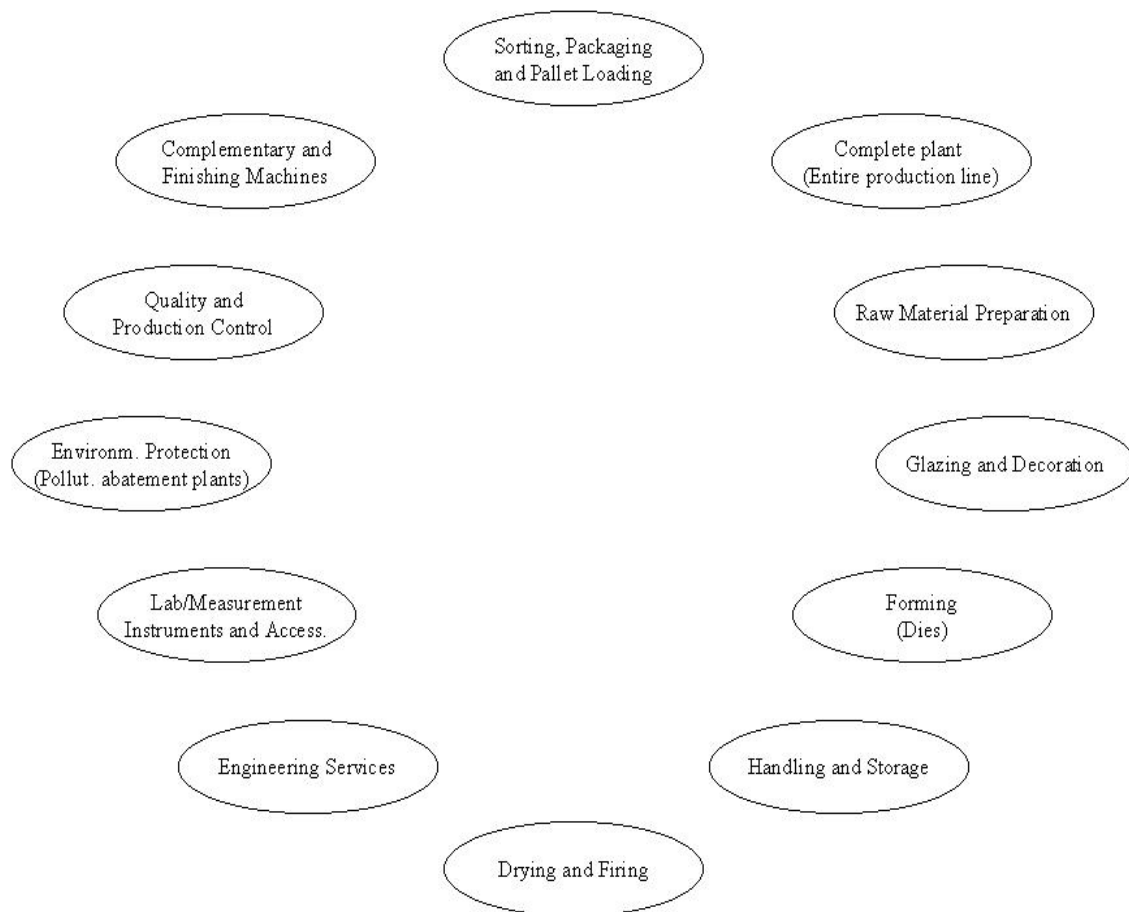 Sorting, Packaging
and Pallet Loading
Complementary and
Finishing Machines
Complete plant
(Entire production line)
Quality and
Production Control
Raw Material Preparation
Environm. Protection
(Pollut. abatement plants)
Glazing and Decoration
Lab/Measurement
Instruments and Access.
Forming
(Dies)
Engineering Services
Handling and Storage
Drying and Firing